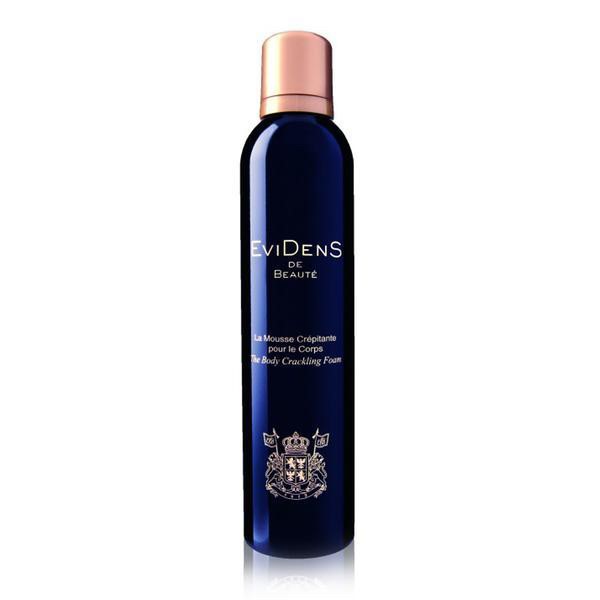 EviDenS
DE
BEAUTÉ
La Mousse Crépitante
pour le Corps
The Body Crackling Foam